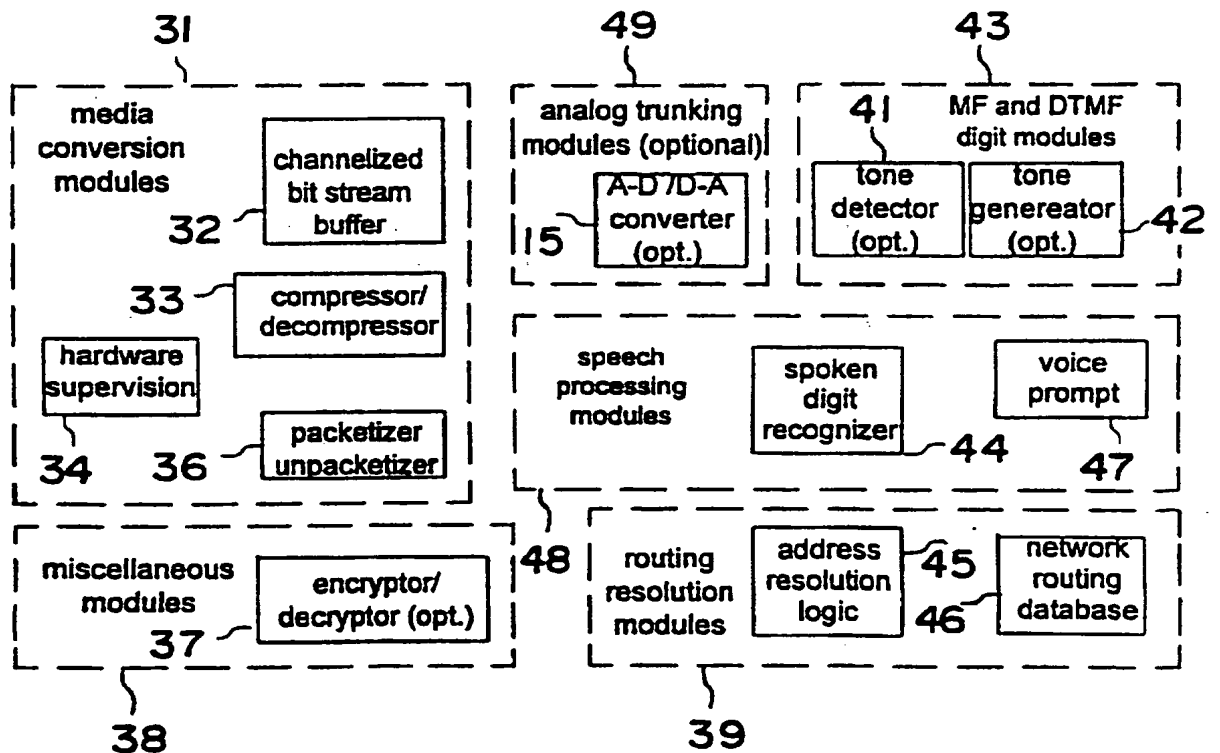 31
media
conversion
modules
channelized
bit stream
buffer
32
33
compressor/
decompressor
hardware
supervision
34
36
packetizer
unpacketizer
49
analog trunking
modules (optional)
A-D /D-A
converter
(opt.)
15
43
MF and DTMF
digit modules
41
tone
detector
(opt.)
tone
genereator
(opt.)
42
speech
processing
modules
spoken
digit
recognizer
44
voice
prompt
47
48
miscellaneous
modules
encryptor/
decryptor (opt.)
37
38
routing
resolution
modules
address
resolution
logic
45
46
network
routing
database
39